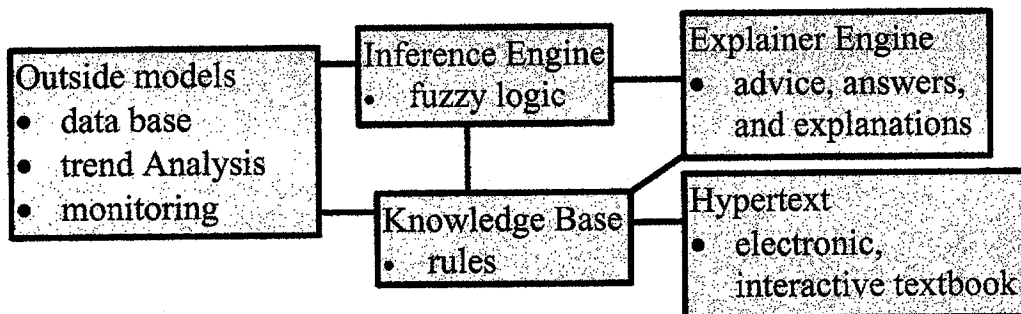 Outside models
• data base
• trend Analysis
• monitoring
Inference Engine
• fuzzy logic
Knowledge Base
• rules
Explainer Engine
• advice, answers,
and explanations
Hypertext
• electronic,
interactive textbook